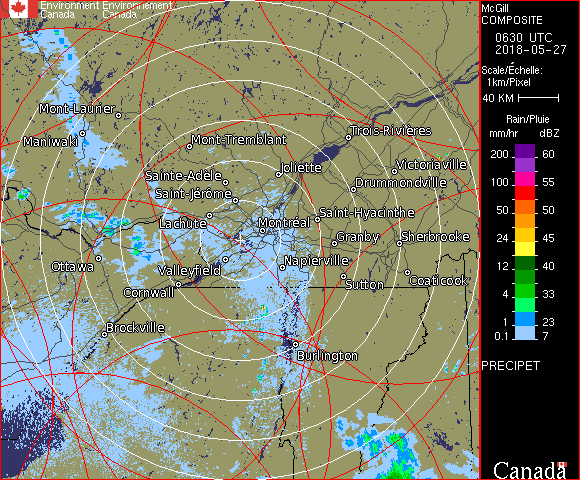 Environment Environnement
Canada Canada
McGill
COMPOSITE
0630 UTC
2018-05-27
Scale/Échelle:
1km/Pixel
40 KM
Rain/Pluie
mm/hr dBZ
200 60
100 55
50 50
24 45
12 40
4 33
1 23
0.1 7
PRECIPET
Canada
Mont-Laurier
Maniwaki
Mont-Tremblant
Trois-Rivières
Joliette
Victoriaville
Sainte-Adèle
Drummondville
Saint-Jérôme
Saint-Hyacinthe
Lachute
Montréal
Granby
Sherbrooke
Ottawa
Valleyfield
Napierville
Cornwall
Sutton
Coaticook
Brockville
Burlington